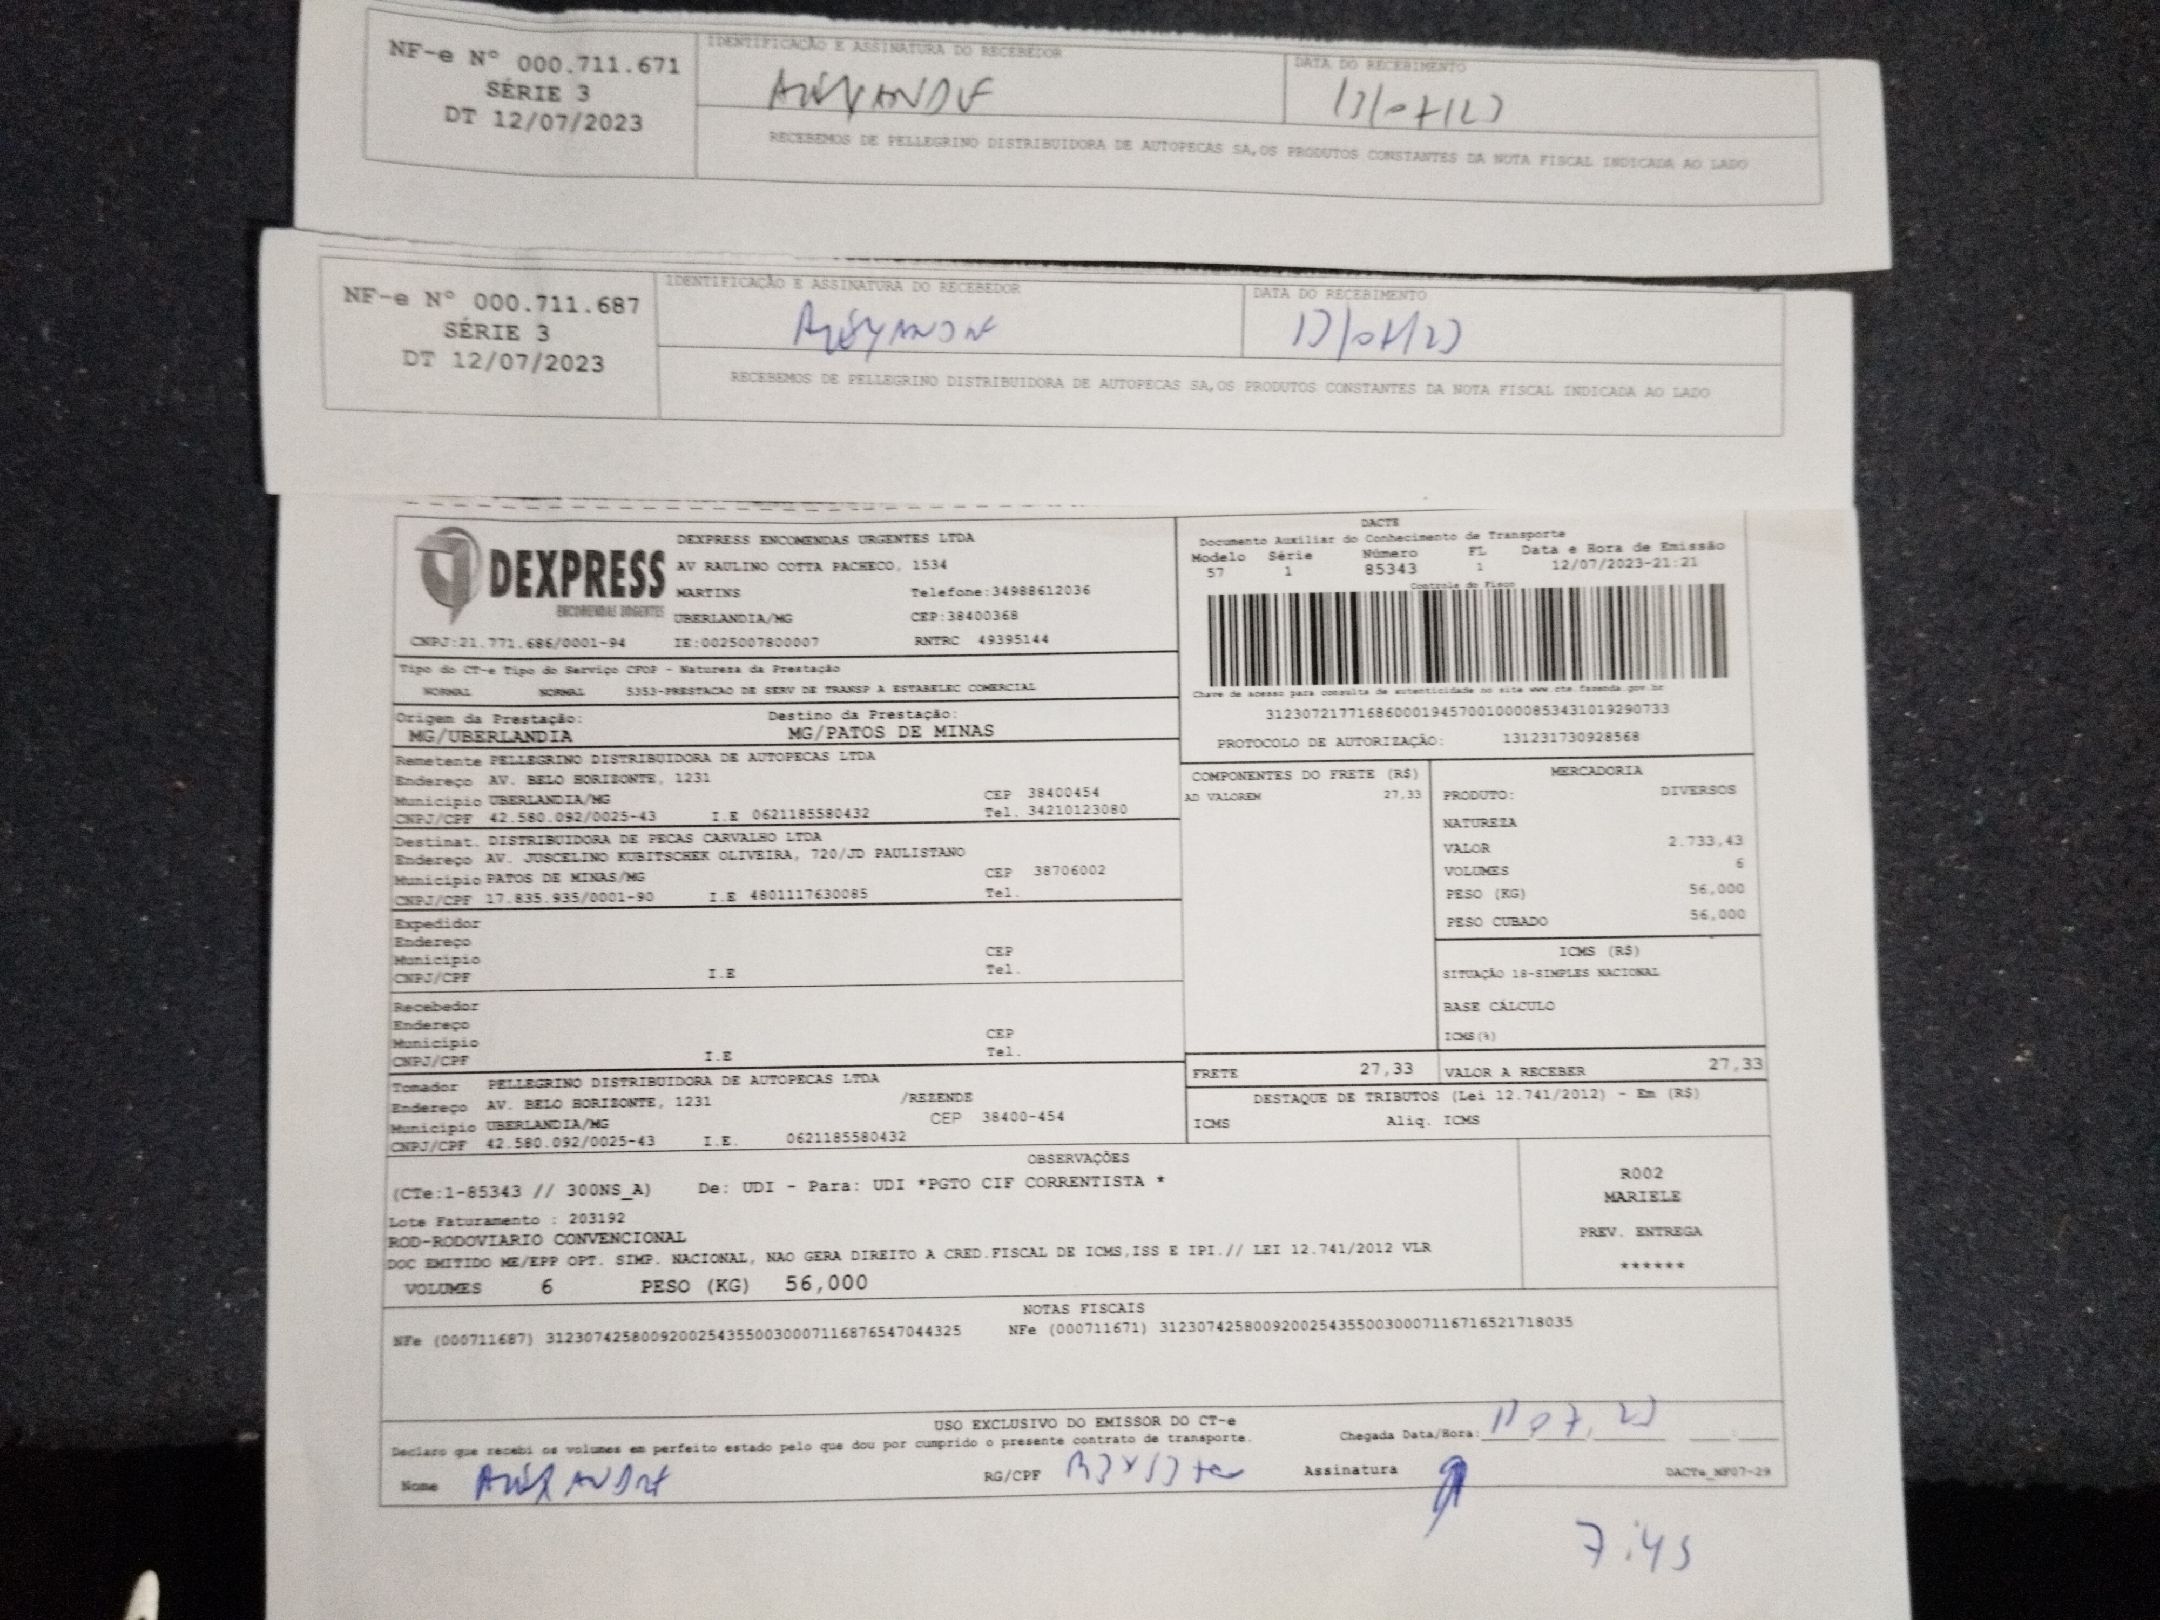 NF-e Nº 000.711.671
SÉRIE 3
DT 12/07/2023
IDENTIFICAÇÃO E ASSINATURA DO RECEBEDOR
ALEXANDRE
DATA DO RECEBIMENTO
13/07/23
RECEBEMOS DE PELLEGRINO DISTRIBUIDORA DE AUTOPECAS SA,OS PRODUTOS CONSTANTES DA NOTA FISCAL INDICADA AO LADO
NF-e Nº 000.711.687
SÉRIE 3
DT 12/07/2023
IDENTIFICAÇÃO E ASSINATURA DO RECEBEDOR
ALEXANDRE
DATA DO RECEBIMENTO
13/07/23
RECEBEMOS DE PELLEGRINO DISTRIBUIDORA DE AUTOPECAS SA,OS PRODUTOS CONSTANTES DA NOTA FISCAL INDICADA AO LADO
DEXPRESS
ENCOMENDAS URGENTES
DEXPRESS ENCOMENDAS URGENTES LTDA
AV RAULINO COTTA PACHECO, 1534
MARTINS Telefone:34988612036
UBERLANDIA/MG CEP:38400368
CNPJ:21.771.686/0001-94 IE:0025007800007 RNTRC 49395144
DACTE
Documento Auxiliar do Conhecimento de Transporte
Modelo Série Número FL Data e Hora de Emissão
57 1 85343 1 12/07/2023-21:21
Controle do Fisco
Chave de acesso para consulta de autenticidade no site www.cte.fazenda.gov.br
31230721771686000194570010000853431019290733
PROTOCOLO DE AUTORIZAÇÃO: 131231730928568
Tipo do CT-e Tipo do Serviço CFOP - Natureza da Prestação
NORMAL NORMAL 5353-PRESTACAO DE SERV DE TRANSP A ESTABELEC COMERCIAL
Origem da Prestação: Destino da Prestação:
MG/UBERLANDIA MG/PATOS DE MINAS
Remetente PELLEGRINO DISTRIBUIDORA DE AUTOPECAS LTDA
Endereço AV. BELO HORIZONTE, 1231
Município UBERLANDIA/MG CEP 38400454
CNPJ/CPF 42.580.092/0025-43 I.E 0621185580432 Tel. 34210123080
Destinat. DISTRIBUIDORA DE PECAS CARVALHO LTDA
Endereço AV. JUSCELINO KUBITSCHEK OLIVEIRA, 720/JD PAULISTANO
Município PATOS DE MINAS/MG CEP 38706002
CNPJ/CPF 17.835.935/0001-90 I.E 4801117630085 Tel.
Expedidor
Endereço
Município CEP
CNPJ/CPF I.E Tel.
Recebedor
Endereço
Município CEP
CNPJ/CPF I.E Tel.
Tomador PELLEGRINO DISTRIBUIDORA DE AUTOPECAS LTDA
Endereço AV. BELO HORIZONTE, 1231 /REZENDE
Município UBERLANDIA/MG CEP 38400-454
CNPJ/CPF 42.580.092/0025-43 I.E. 0621185580432
COMPONENTES DO FRETE (R$)
AD VALOREM 27,33
MERCADORIA
PRODUTO: DIVERSOS
NATUREZA
VALOR 2.733,43
VOLUMES 6
PESO (KG) 56,000
PESO CUBADO 56,000
ICMS (R$)
SITUAÇÃO 18-SIMPLES NACIONAL
BASE CÁLCULO
ICMS(%)
FRETE 27,33 VALOR A RECEBER 27,33
DESTAQUE DE TRIBUTOS (Lei 12.741/2012) - Em (R$)
ICMS Aliq. ICMS
OBSERVAÇÕES
(CTe:1-85343 // 300NS_A) De: UDI - Para: UDI *PGTO CIF CORRENTISTA *
Lote Faturamento : 203192
ROD-RODOVIARIO CONVENCIONAL
DOC EMITIDO ME/EPP OPT. SIMP. NACIONAL, NAO GERA DIREITO A CRED.FISCAL DE ICMS,ISS E IPI.// LEI 12.741/2012 VLR
VOLUMES 6 PESO (KG) 56,000
R002
MARIELE
PREV. ENTREGA
******
NOTAS FISCAIS
NFe (000711687) 31230742580092002543550030007116876547044325 NFe (000711671) 31230742580092002543550030007116716521718035
USO EXCLUSIVO DO EMISSOR DO CT-e
Declaro que recebi os volumes em perfeito estado pelo que dou por cumprido o presente contrato de transporte.
Chegada Data/Hora:
Nome ALEXANDRE RG/CPF Assinatura
DACTe_NF07-29
7:45